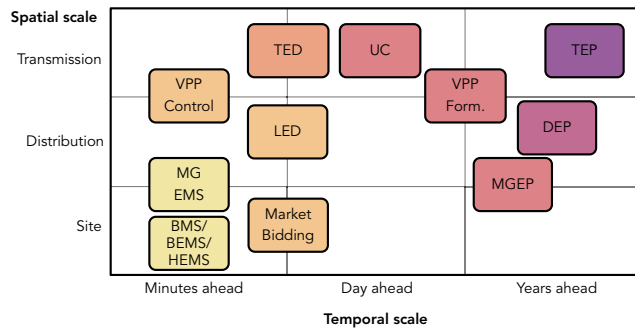 Spatial scale
Transmission
TED
UC
TEP
VPP
Control
VPP
Form.
Distribution
LED
DEP
MG
EMS
MGEP
Site
Market
Bidding
BMS/
BEMS/
HEMS
Minutes ahead
Day ahead
Years ahead
Temporal scale